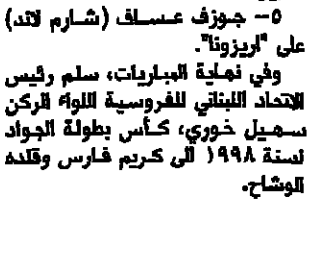 ٥- جوزف عساف (شارم لاند)
على "اريزونا".
وفي نهاية المباريات، سلم رئيس
الاتحاد اللبناني للفروسية اللواء الركن
سهيل خوري، كأس بطولة الجواد
لسنة ١٩٩٨ الى كريم فارس وقلده
الوشاح.